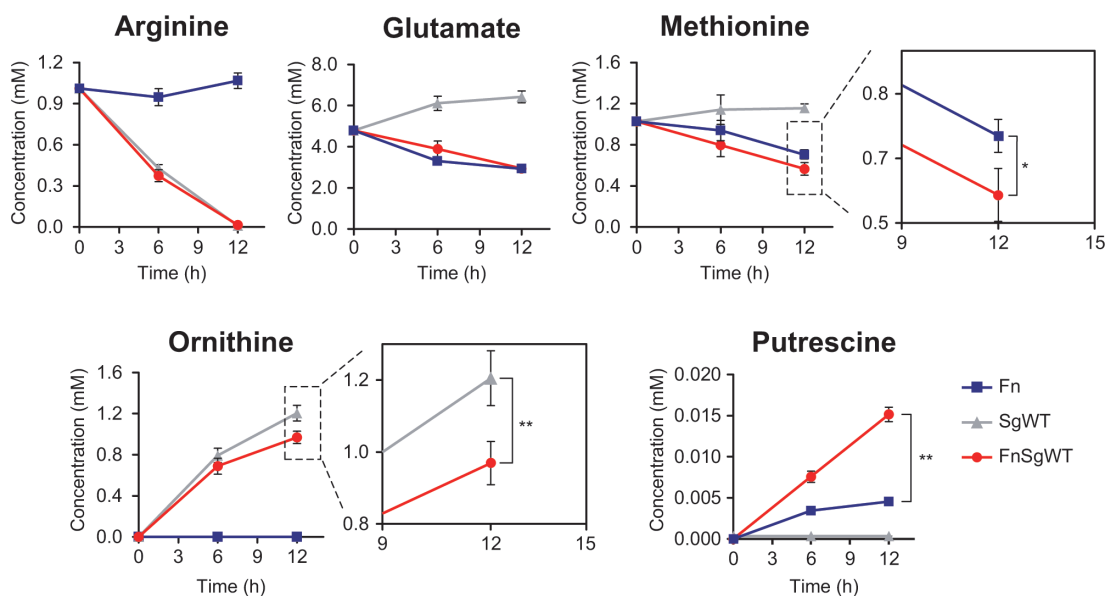 Arginine
Concentration (mM)
1.2
0.9
0.6
0.3
0.0
0 3 6 9 12
Time (h)
Glutamate
Concentration (mM)
8.0
6.0
4.0
2.0
0.0
0 3 6 9 12
Time (h)
Methionine
Concentration (mM)
1.6
1.2
0.8
0.4
0.0
0 3 6 9 12
Time (h)
0.8
0.7
0.5
9 12 15
*
Ornithine
Concentration (mM)
1.6
1.2
0.8
0.4
0.0
0 3 6 9 12
Time (h)
1.2
1.0
0.8
9 12 15
**
Putrescine
Concentration (mM)
0.020
0.015
0.010
0.005
0.000
0 3 6 9 12
Time (h)
**
Fn
SgWT
FnSgWT